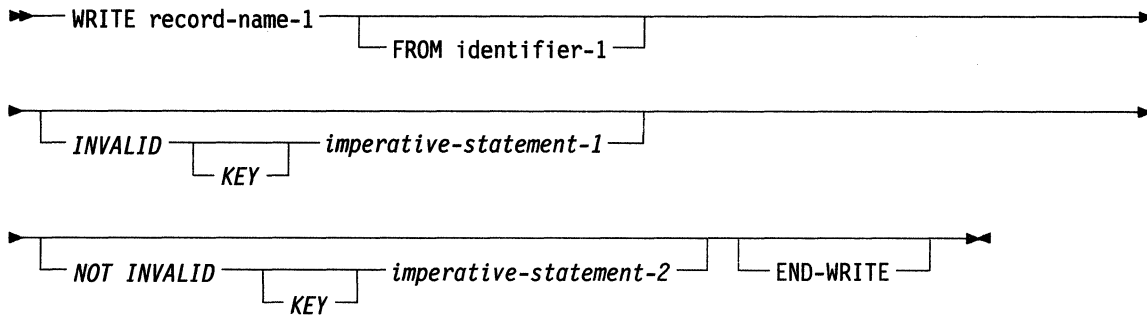 WRITE record-name-1
FROM identifier-1
INVALID imperative-statement-1
KEY
NOT INVALID imperative-statement-2 END-WRITE
KEY